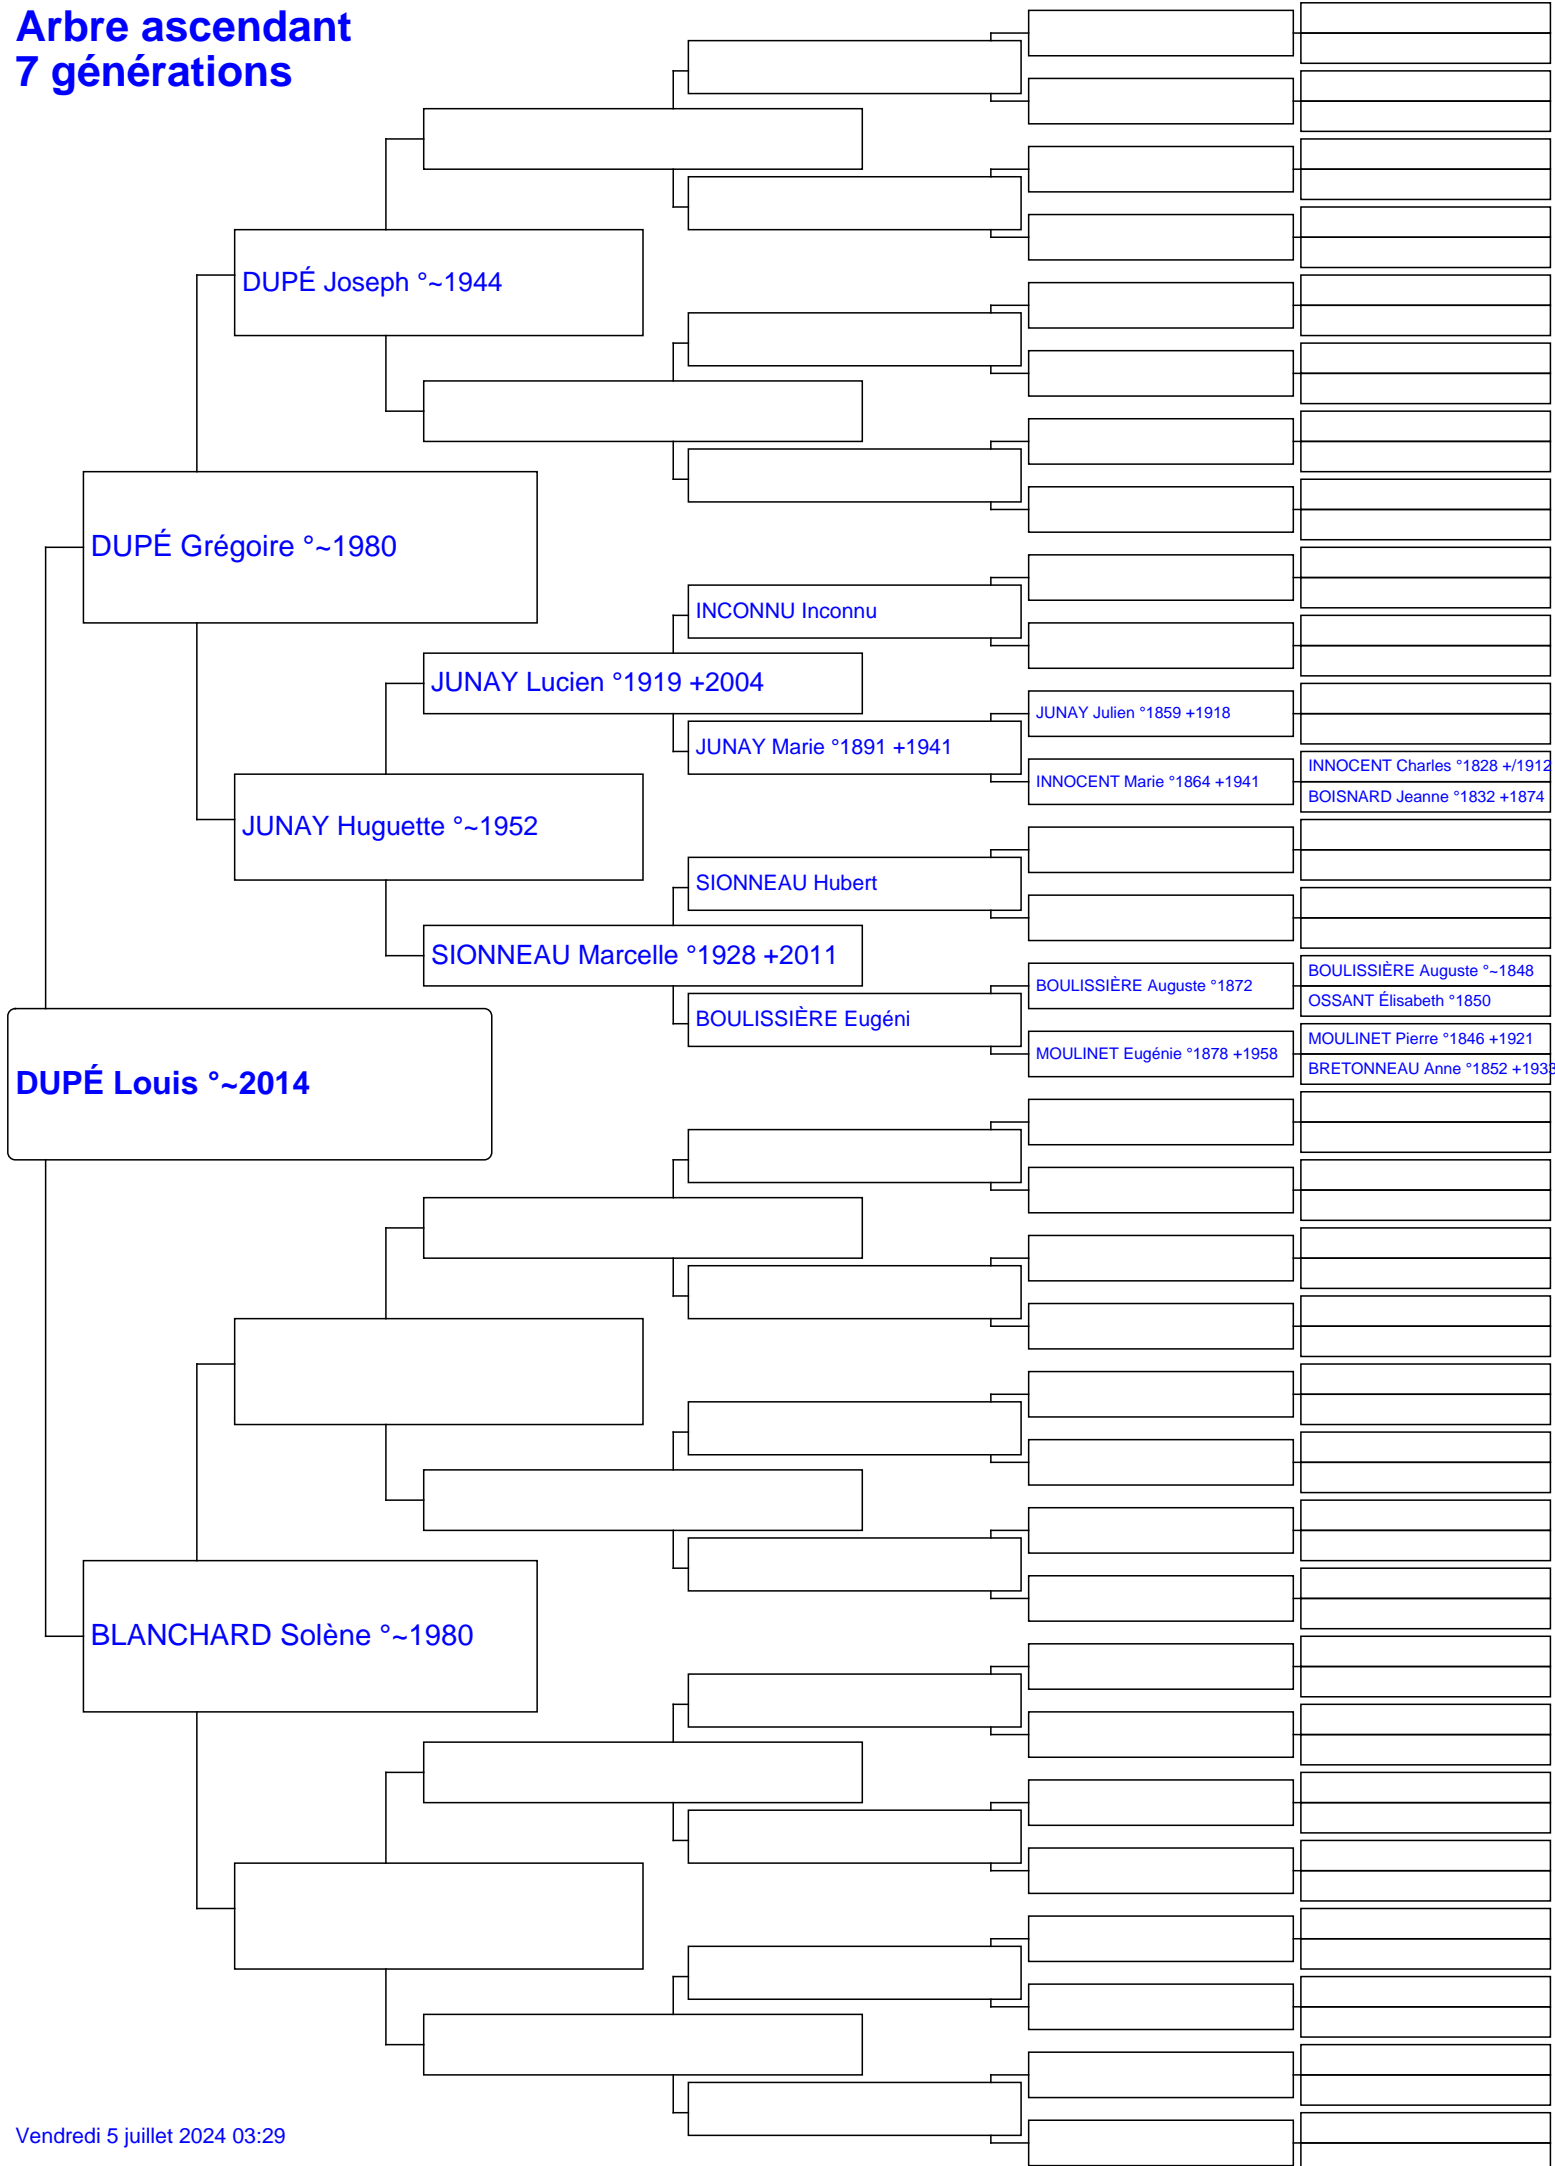 Arbre ascendant
7 générations
DUPÉ Joseph °~1944
DUPÉ Grégoire °~1980
INCONNU Inconnu
JUNAY Lucien °1919 +2004
JUNAY Julien °1859 +1918
JUNAY Marie °1891 +1941
INNOCENT Charles °1828 +/1912
INNOCENT Marie °1864 +1941
BOISNARD Jeanne °1832 +1874
JUNAY Huguette °~1952
SIONNEAU Hubert
SIONNEAU Marcelle °1928 +2011
BOULISSIÈRE Auguste °~1848
BOULISSIÈRE Auguste °1872
OSSANT Élisabeth °1850
BOULISSIÈRE Eugéni
MOULINET Pierre °1846 +1921
MOULINET Eugénie °1878 +1958
BRETONNEAU Anne °1852 +1933
DUPÉ Louis °~2014
BLANCHARD Solène °~1980
Vendredi 5 juillet 2024 03:29